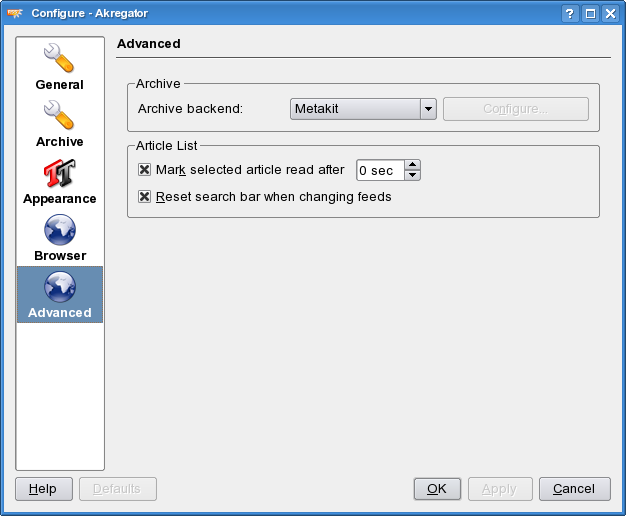 Configure - Akregator
General
Archive
Appearance
Browser
Advanced
Advanced
Archive
Archive backend: Metakit Configure...
Article List
Mark selected article read after 0 sec
Reset search bar when changing feeds
Help Defaults OK Apply Cancel